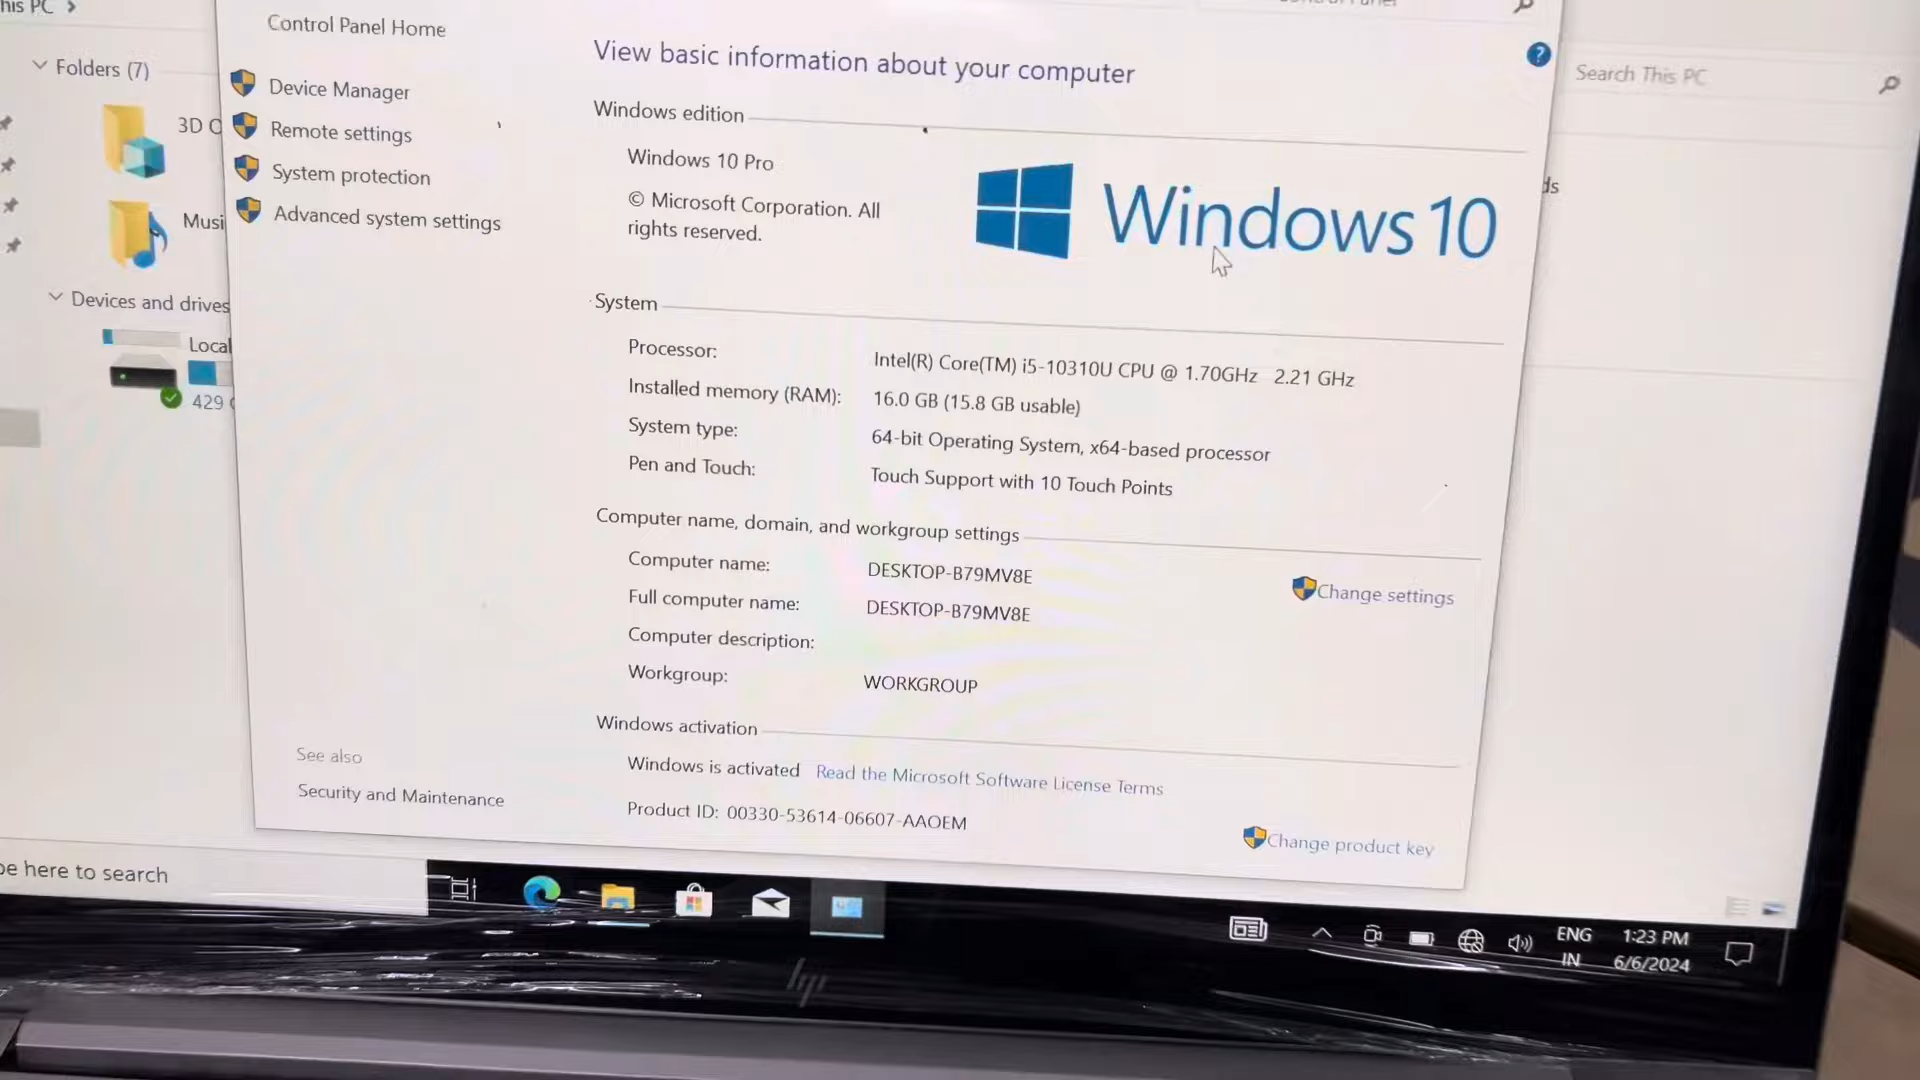 his PC
Control Panel Home
Search This PC
View basic information about your computer
Folders (7)
Device Manager
Remote settings
System protection
Advanced system settings
3D
Windows edition
Windows 10 Pro
© Microsoft Corporation. All
rights reserved.
Windows 10
Devices and drives
Local
429
System
Processor: Intel(R) Core(TM) i5-10310U CPU @ 1.70GHz 2.21 GHz
Installed memory (RAM): 16.0 GB (15.8 GB usable)
System type: 64-bit Operating System, x64-based processor
Pen and Touch: Touch Support with 10 Touch Points
Computer name, domain, and workgroup settings
Computer name: DESKTOP-B79MV8E
Change settings
Full computer name: DESKTOP-B79MV8E
Computer description:
Workgroup: WORKGROUP
Windows activation
Windows is activated Read the Microsoft Software License Terms
Product ID: 00330-53614-06607-AAOEM
Change product key
See also
Security and Maintenance
here to search
ENG
IN
1:23 PM
6/6/2024
hp